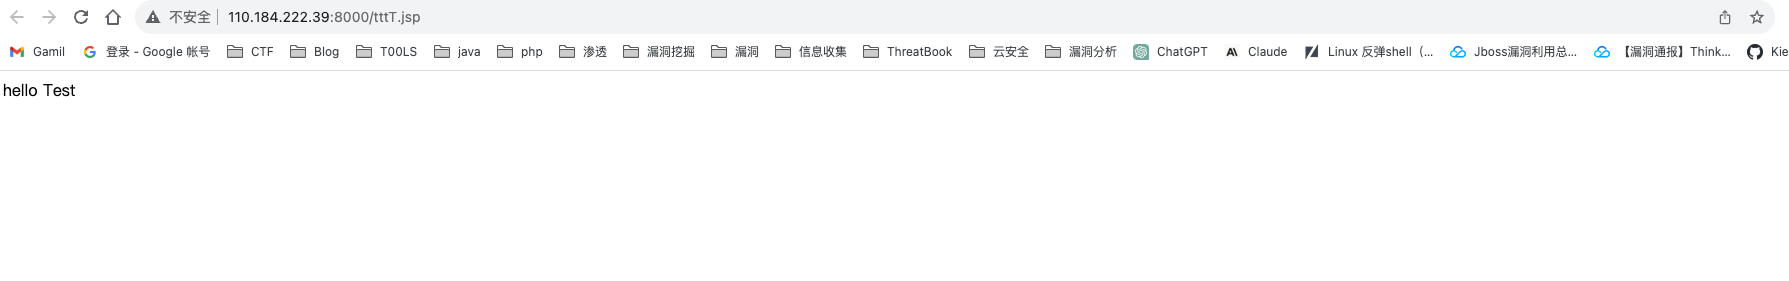 不安全 110.184.222.39:8000/tttT.jsp
Gamil 登录 - Google 帐号 CTF Blog T00LS java php 渗透 漏洞挖掘 漏洞 信息收集 ThreatBook 云安全 漏洞分析 ChatGPT Claude Linux 反弹shell（... Jboss漏洞利用总... 【漏洞通报】Think... Kie
hello Test